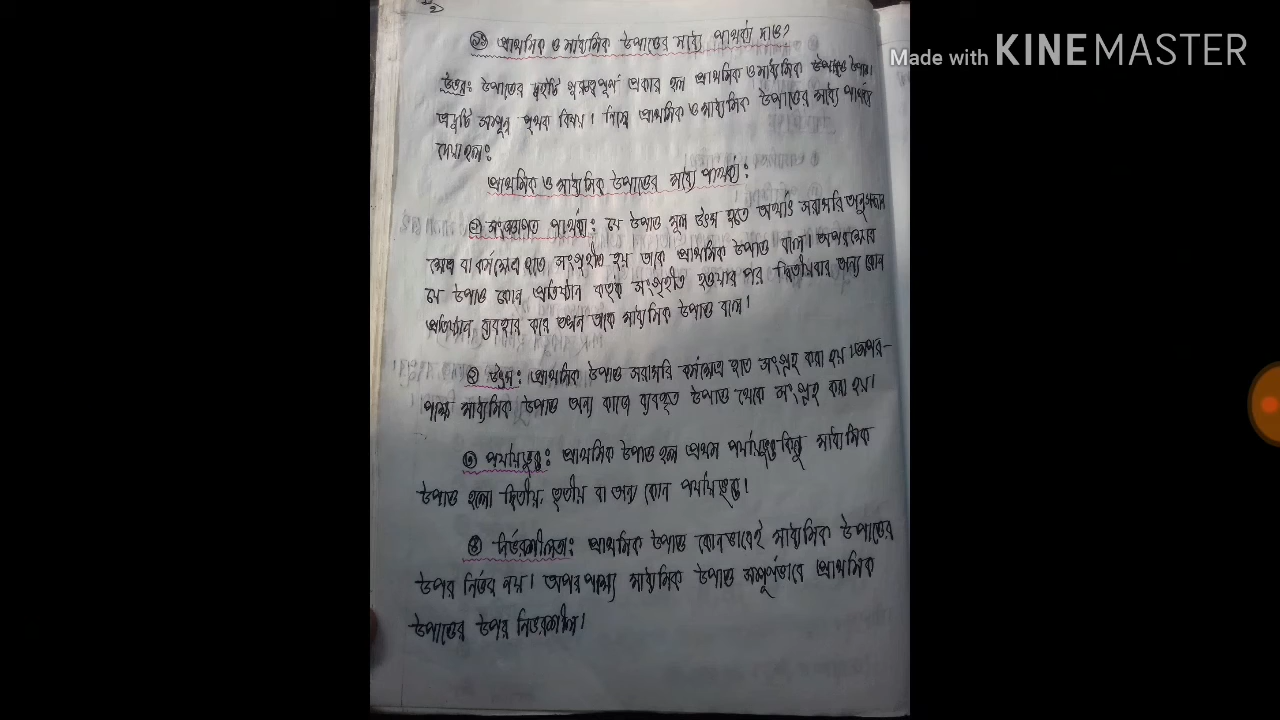 ১/২
১০ প্রাথমিক ও মাধ্যমিক উপাত্তের মধ্যে পার্থক্য দাও?
Made with KINEMASTER
উত্তর: উপাত্তের দুইটি গুরুত্বপূর্ণ প্রকার হল প্রাথমিক ও মাধ্যমিক উপাত্ত।
দুটি সম্পূর্ণ পৃথক বিষয়। নিম্নে প্রাথমিক ও মাধ্যমিক উপাত্তের মধ্যে পার্থক্য
দেখা হল:
প্রাথমিক ও মাধ্যমিক উপাত্তের মধ্যে পার্থক্য:
১ সংজ্ঞাগত পার্থক্য: যে উপাত্ত মূল উৎস হতে অর্থাৎ সরাসরি অনুসন্ধান
ক্ষেত্র বা কর্মক্ষেত্র হতে সংগৃহীত হয় তাকে প্রাথমিক উপাত্ত বলে। অপরদিকে
যে উপাত্ত কোন প্রতিষ্ঠান কতৃক সংগৃহীত হওয়ার পর দ্বিতীয়বার অন্য কোন
প্রতিষ্ঠান ব্যবহার করে তখন তাকে মাধ্যমিক উপাত্ত বলে।
২ উৎস: প্রাথমিক উপাত্ত সরাসরি কর্মক্ষেত্র হতে সংগ্রহ করা হয়। অপর-
পক্ষে মাধ্যমিক উপাত্ত অন্য কাজে ব্যবহৃত উপাত্ত থেকে সংগ্রহ করা হয়।
৩ পর্যায়ভুক্ত: প্রাথমিক উপাত্ত হল প্রথম পর্যায়ভুক্ত কিন্তু মাধ্যমিক
উপাত্ত হলো দ্বিতীয়, তৃতীয় বা অন্য কোন পর্যায়ভুক্ত।
৪ নির্ভরশীলতা: প্রাথমিক উপাত্ত কোনভাবেই মাধ্যমিক উপাত্তের
উপর নির্ভর নয়। অপরপক্ষে মাধ্যমিক উপাত্ত সম্পূর্ণভাবে প্রাথমিক
উপাত্তের উপর নির্ভরশীল।